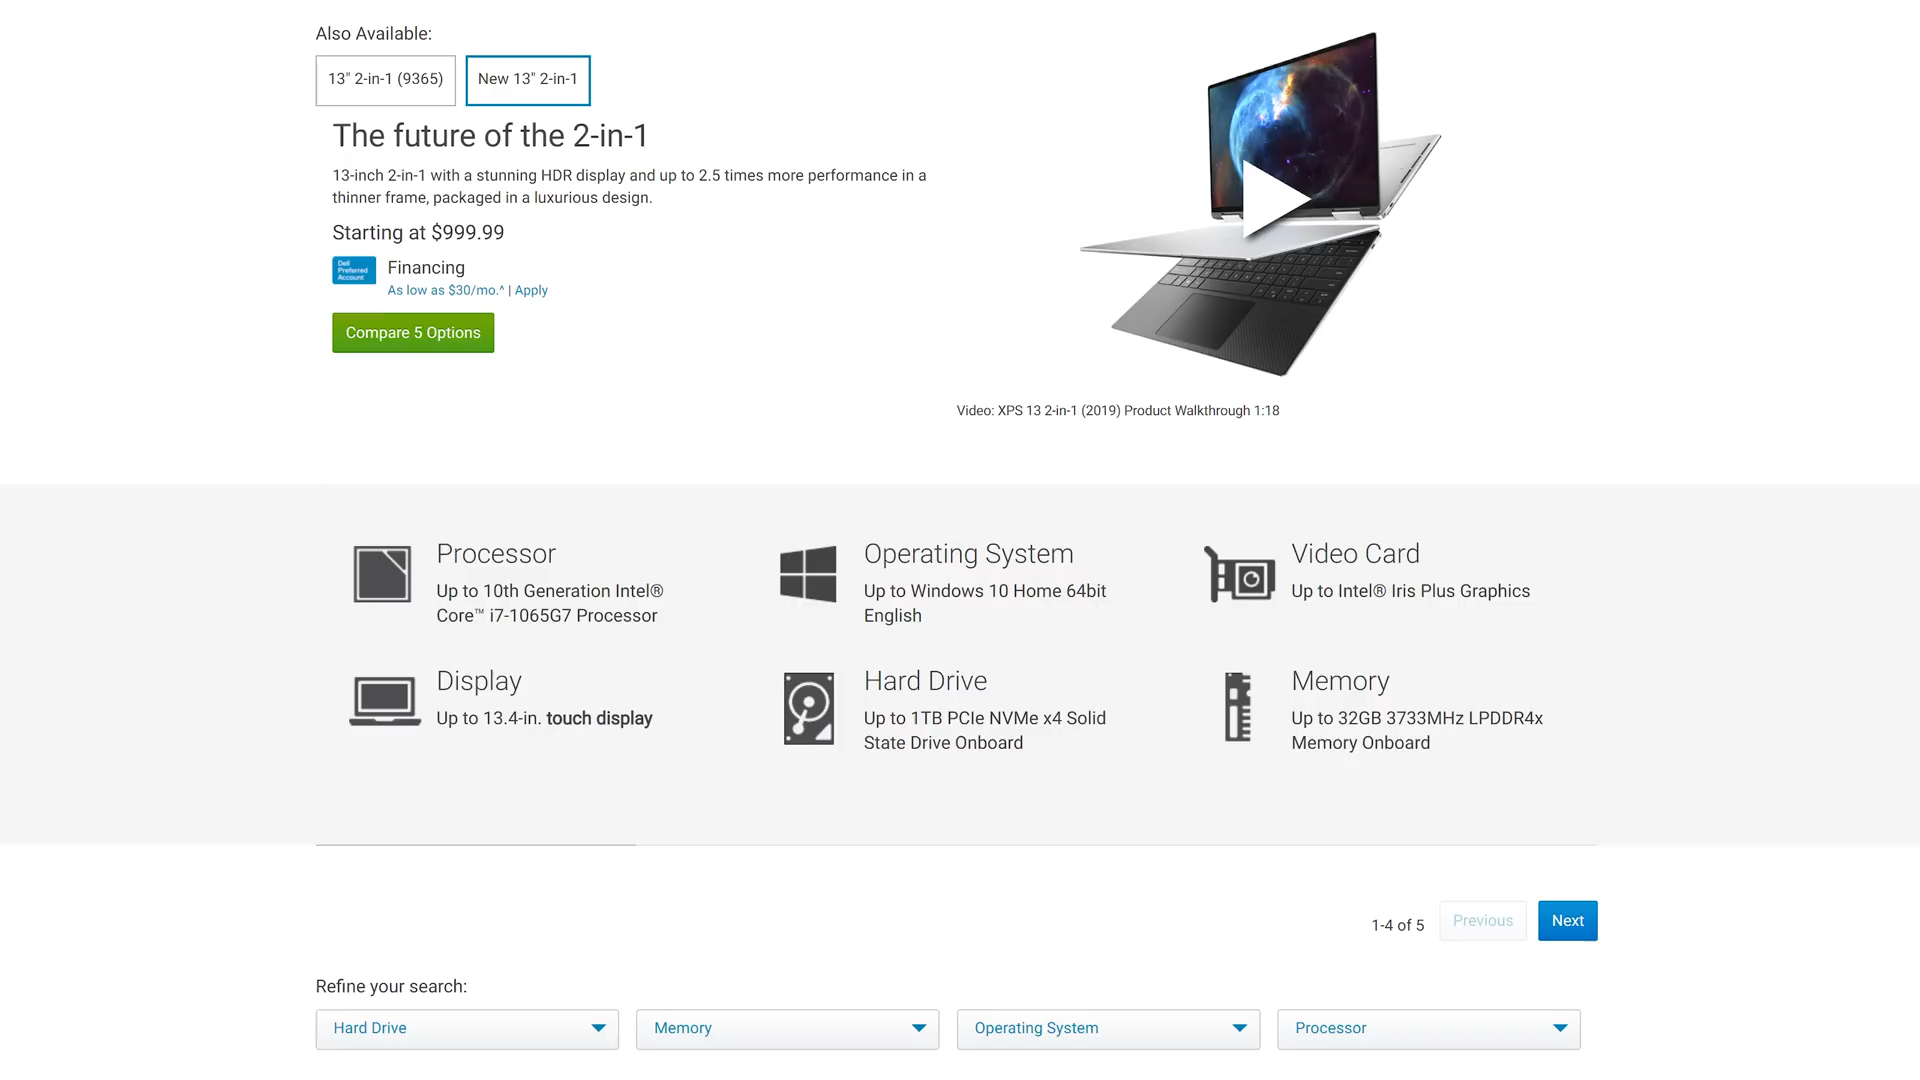 Also Available:
13" 2-in-1 (9365)
New 13" 2-in-1
The future of the 2-in-1
13-inch 2-in-1 with a stunning HDR display and up to 2.5 times more performance in a
thinner frame, packaged in a luxurious design.
Starting at $999.99
Dell
Preferred
Account
Financing
As low as $30/mo.^ | Apply
Compare 5 Options
Video: XPS 13 2-in-1 (2019) Product Walkthrough 1:18
Processor
Up to 10th Generation Intel®
Core™ i7-1065G7 Processor
Operating System
Up to Windows 10 Home 64bit
English
Video Card
Up to Intel® Iris Plus Graphics
Display
Up to 13.4-in. touch display
Hard Drive
Up to 1TB PCIe NVMe x4 Solid
State Drive Onboard
Memory
Up to 32GB 3733MHz LPDDR4x
Memory Onboard
1-4 of 5
Previous
Next
Refine your search:
Hard Drive
Memory
Operating System
Processor